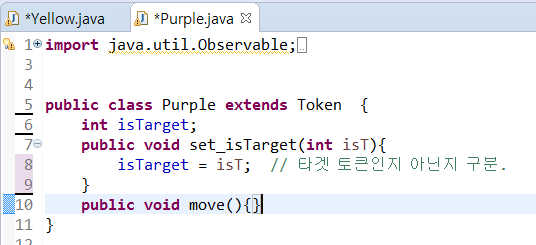 *Yellow.java *Purple.java
1 import java.util.Observable;
3
4
5 public class Purple extends Token {
6 int isTarget;
7 public void set_isTarget(int isT){
8 isTarget = isT; // 타겟 토큰인지 아닌지 구분.
9 }
10 public void move(){}
11 }